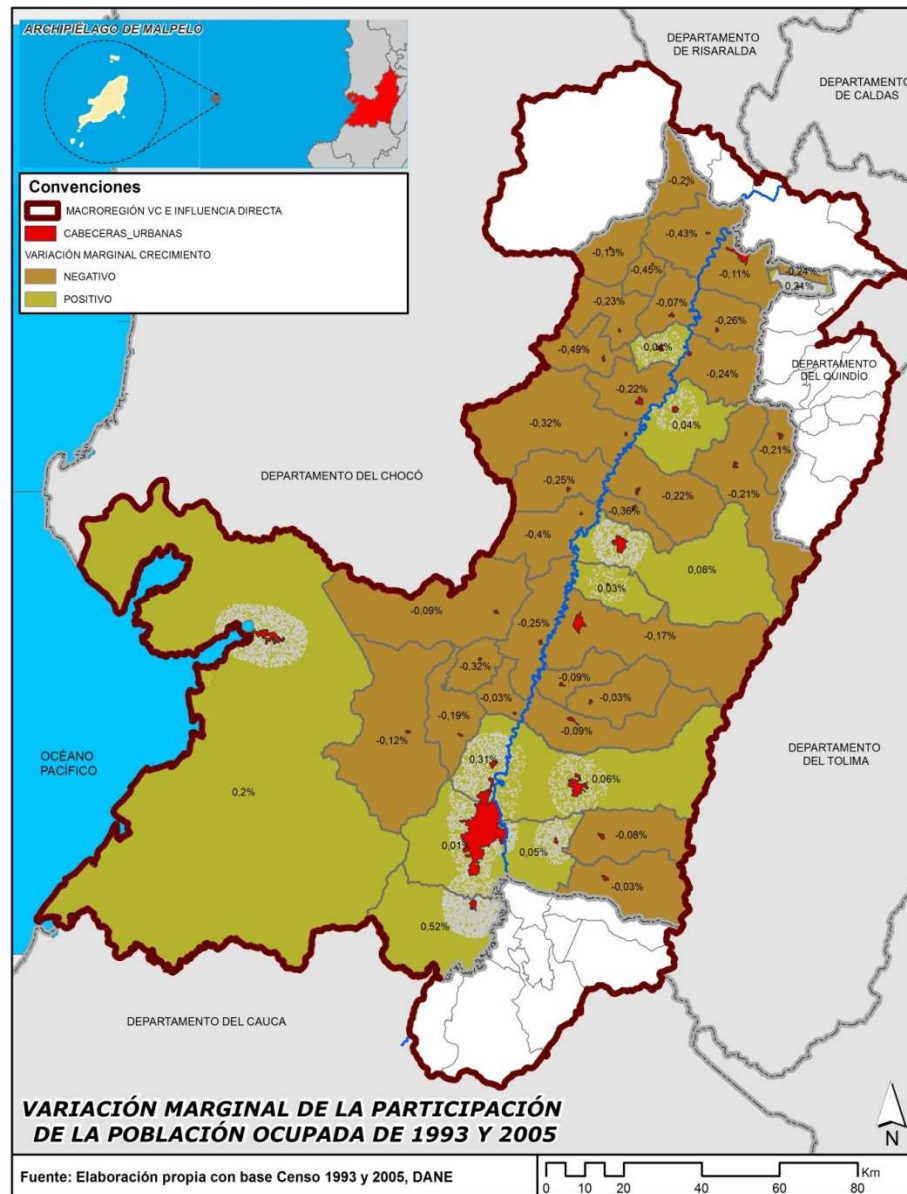 ARCHIPIÉLAGO DE MALPELO
DEPARTAMENTO
DE RISARALDA
DEPARTAMENTO
DE CALDAS
Convenciones
MACROREGIÓN VC E INFLUENCIA DIRECTA
CABECERAS_URBANAS
VARIACIÓN MARGINAL CRECIMIENTO
NEGATIVO
POSITIVO
-0,2%
-0,43%
-0,13%
-0,45%
-0,11%
-0,24%
0,21%
-0,23%
-0,07%
-0,26%
-0,49%
0,04%
-0,24%
DEPARTAMENTO
DEL QUINDÍO
-0,22%
-0,32%
0,04%
-0,21%
DEPARTAMENTO DEL CHOCÓ
-0,25%
-0,22%
-0,21%
-0,36%
-0,4%
0,08%
0,03%
-0,09%
-0,25%
-0,17%
-0,32%
-0,09%
-0,03%
-0,03%
-0,19%
-0,09%
-0,12%
OCÉANO
PACÍFICO
0,31%
0,06%
DEPARTAMENTO
DEL TOLIMA
0,2%
-0,08%
0,01
0,05%
-0,03%
0,52%
DEPARTAMENTO DEL CAUCA
VARIACIÓN MARGINAL DE LA PARTICIPACIÓN
DE LA POBLACIÓN OCUPADA DE 1993 Y 2005
N
Fuente: Elaboración propia con base Censo 1993 y 2005, DANE
Km
0 10 20 40 60 80